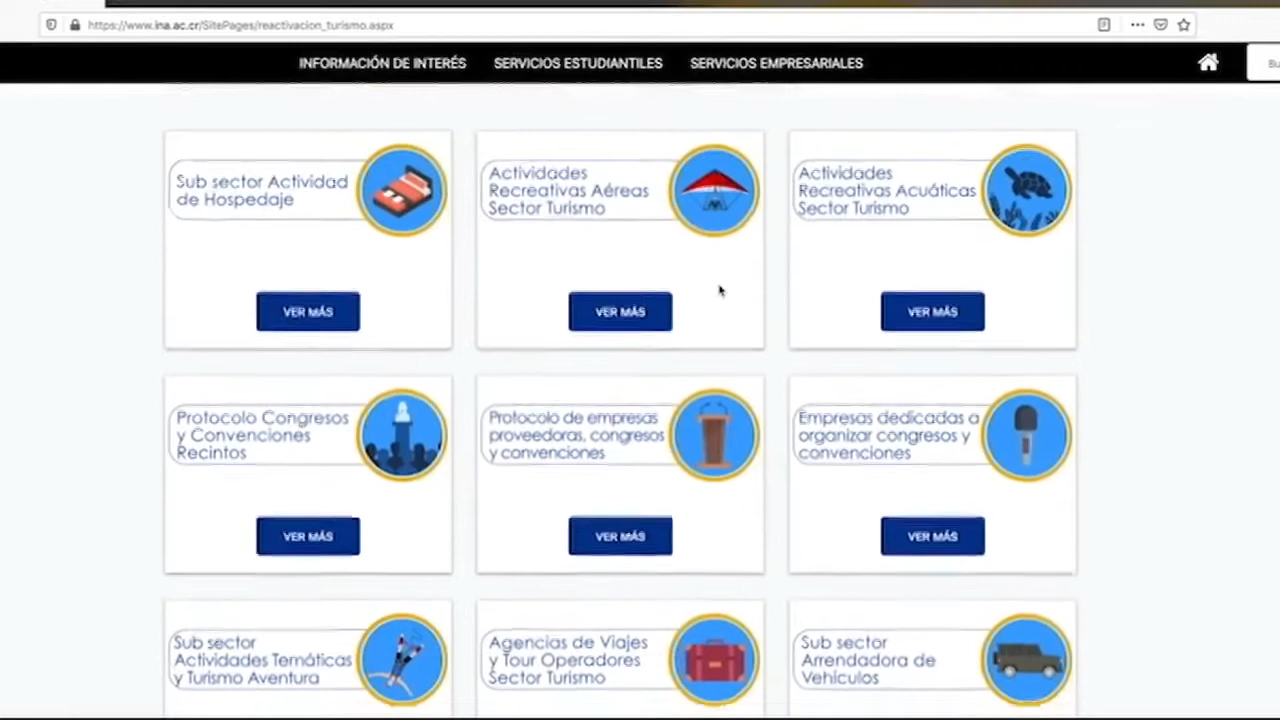 https://www.ina.ac.cr/SitePages/reactivacion_turismo.aspx
INFORMACIÓN DE INTERÉS SERVICIOS ESTUDIANTILES SERVICIOS EMPRESARIALES
Bu
Sub sector Actividad
de Hospedaje
VER MÁS
Actividades
Recreativas Aéreas
Sector Turismo
VER MÁS
Actividades
Recreativas Acuáticas
Sector Turismo
VER MÁS
Protocolo Congresos
y Convenciones
Recintos
VER MÁS
Protocolo de empresas
proveedoras, congresos
y convenciones
VER MÁS
Empresas dedicadas a
organizar congresos y
convenciones
VER MÁS
Sub sector
Actividades Temáticas
y Turismo Aventura
Agencias de Viajes
y Tour Operadores
Sector Turismo
Sub sector
Arrendadora de
Vehículos